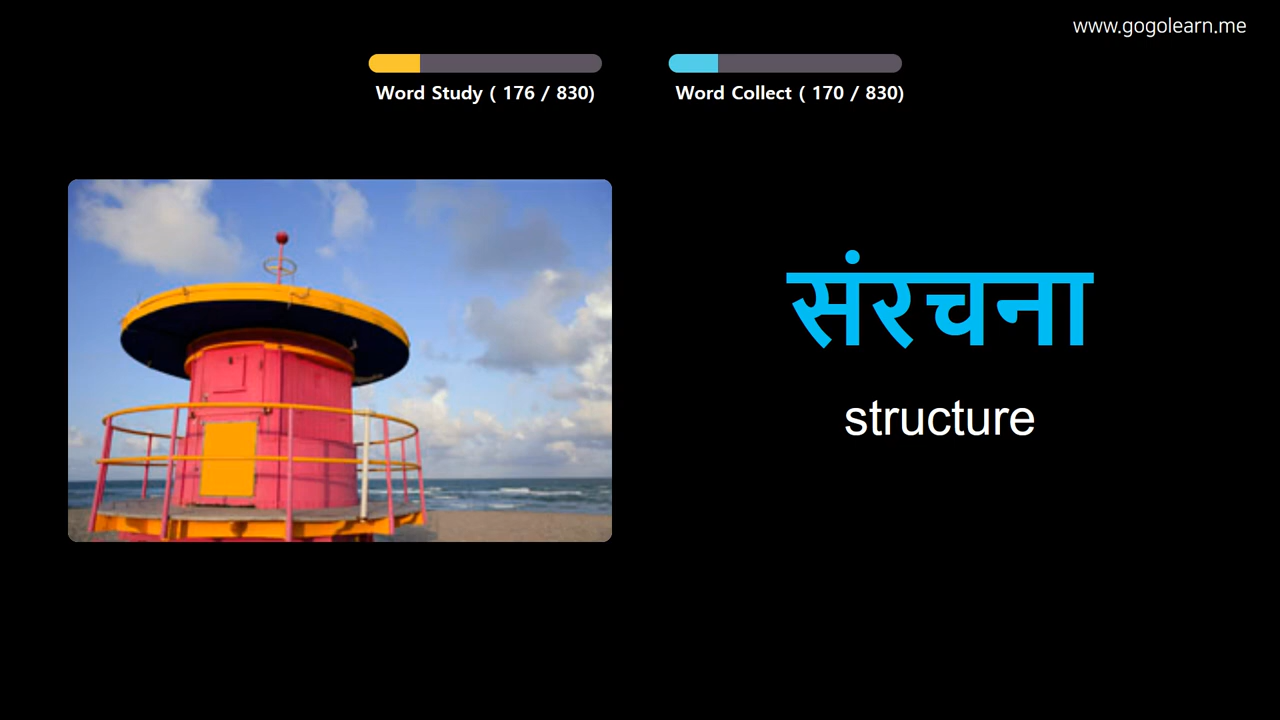 www.gogolearn.me
Word Study ( 176 / 830)
Word Collect ( 170 / 830)
संरचना
structure